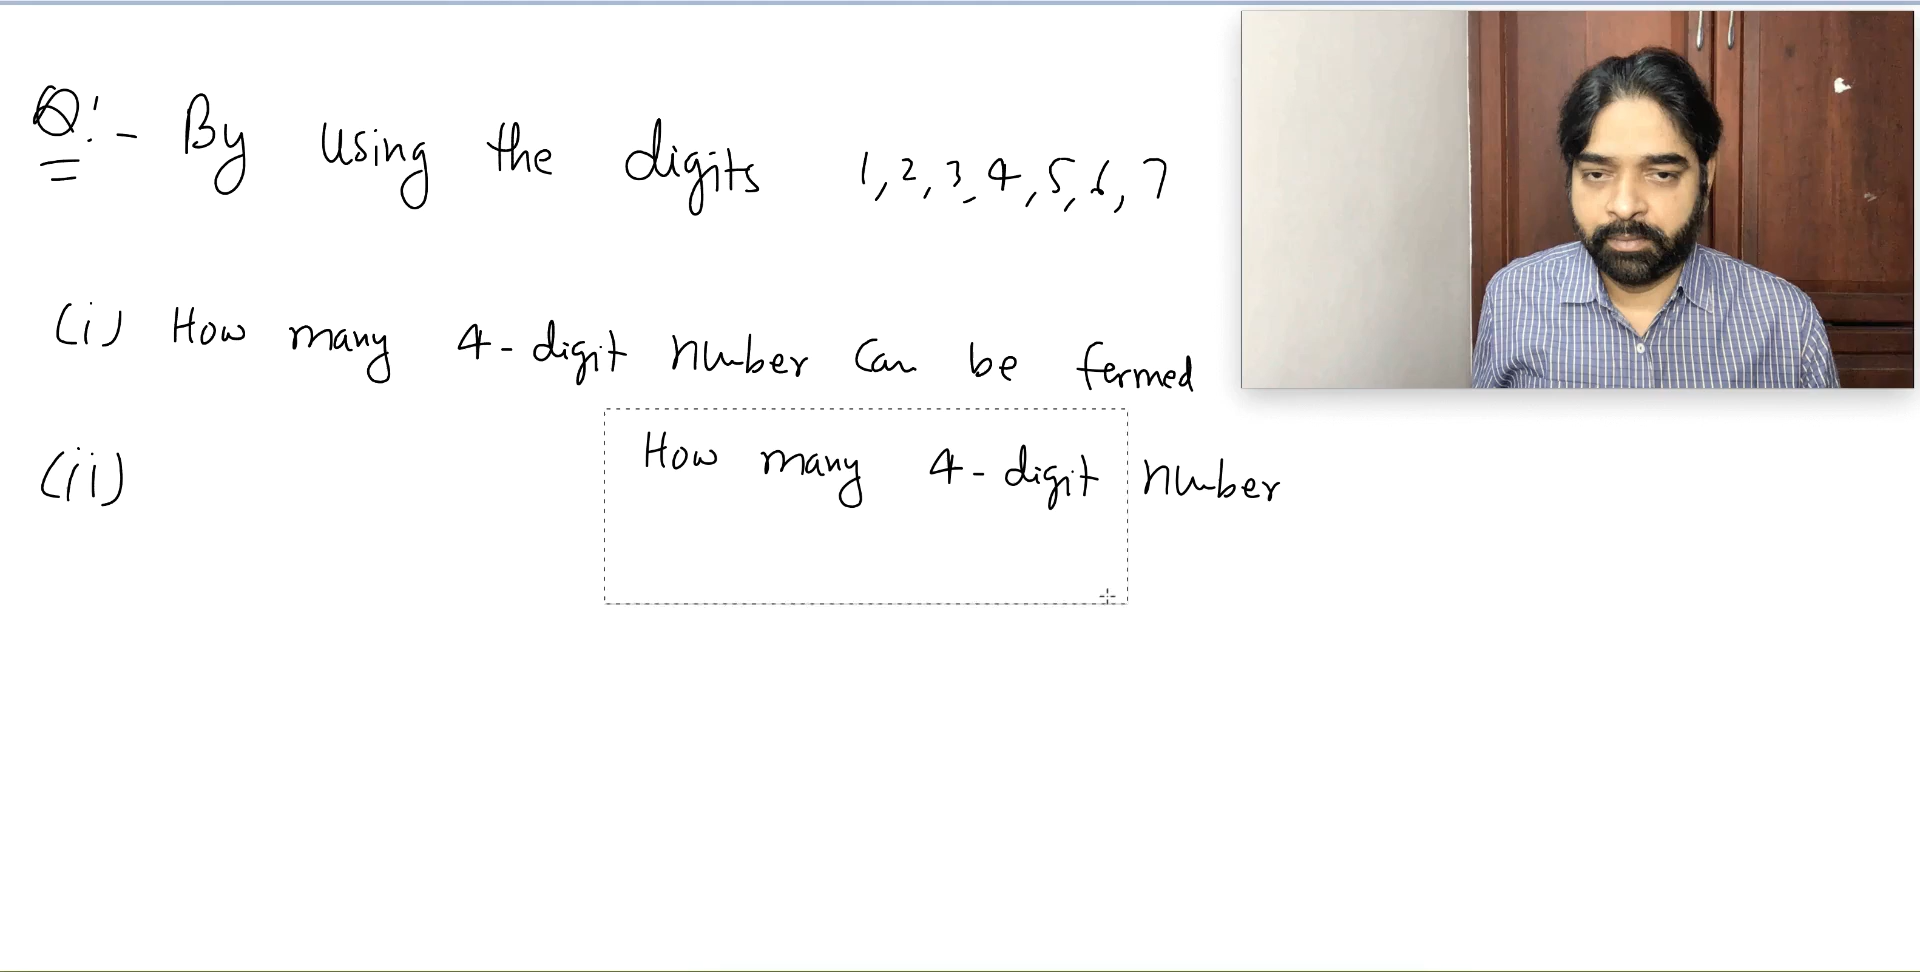 Q:- By using the digits 1,2,3,4,5,6,7
(i) How many 4-digit number can be formed
(ii) How many 4-digit number